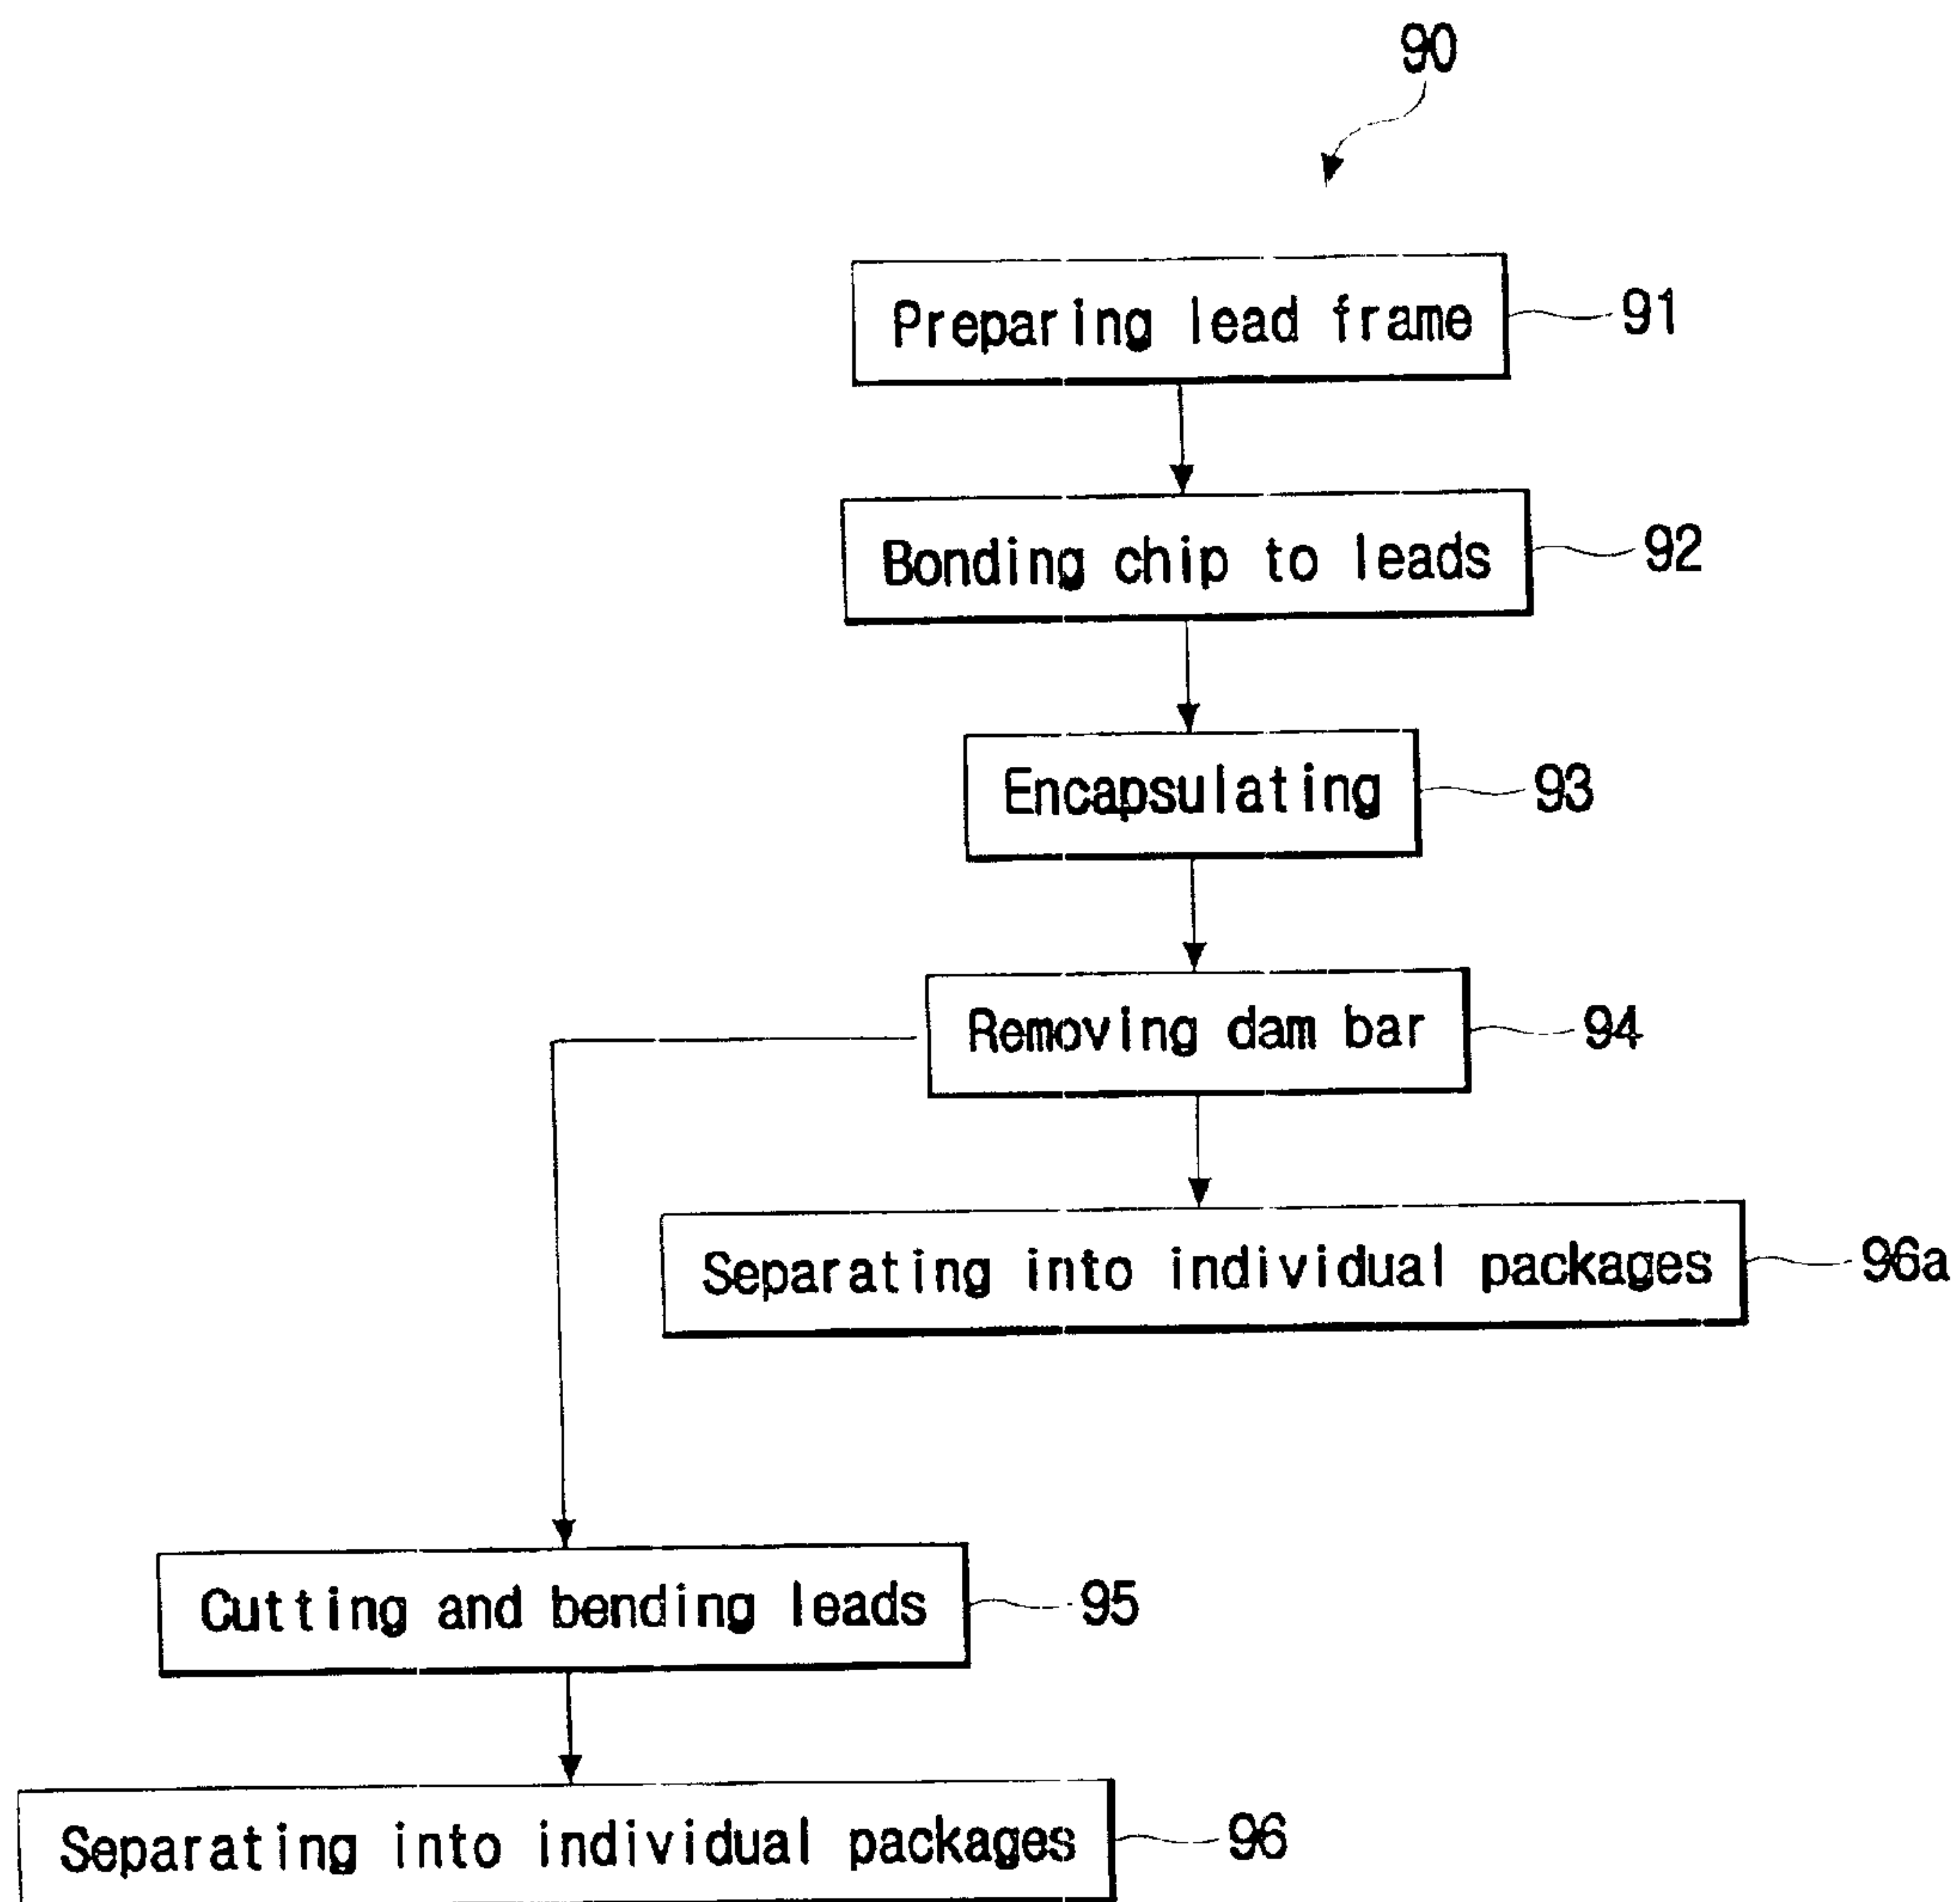 90
Preparing lead frame 91
Bonding chip to leads 92
Encapsulating 93
Removing dam bar 94
Separating into individual packages 96a
Cutting and bending leads 95
Separating into individual packages 96